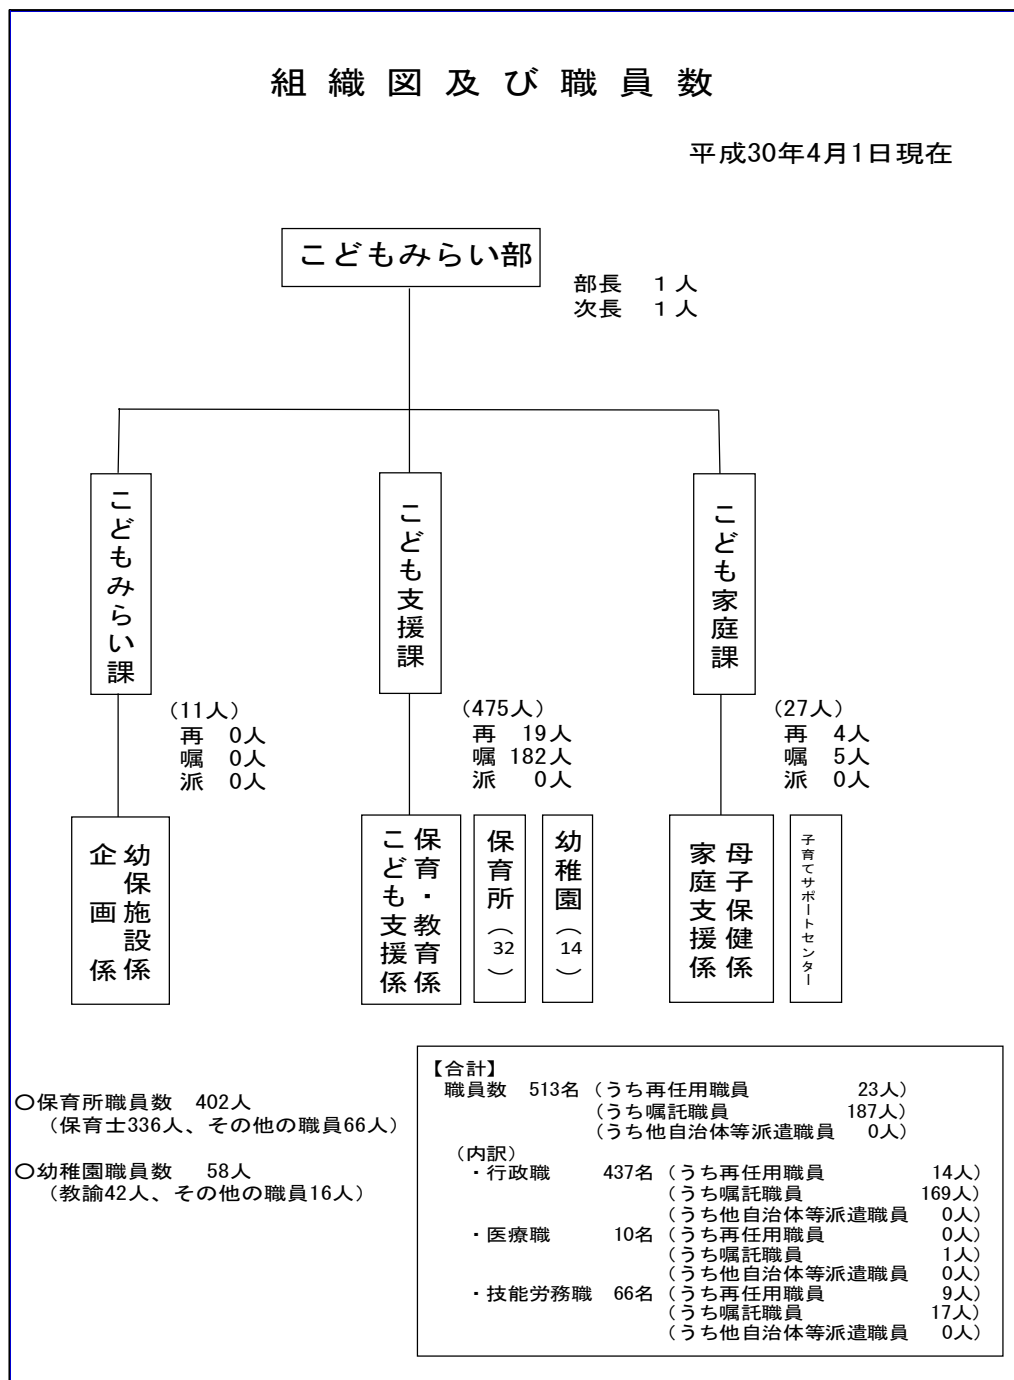 組織図及び職員数
平成30年4月1日現在
こどもみらい部
部長 1人
次長 1人
こどもみらい課
(11人)
再 0人
嘱 0人
派 0人
こども支援課
(475人)
再 19人
嘱 182人
派 0人
こども家庭課
(27人)
再 4人
嘱 5人
派 0人
幼保施設係
企画係
保育・教育係
こども支援係
保育所(32)
幼稚園(14)
母子保健係
家庭支援係
子育てサポートセンター
○保育所職員数 402人
(保育士336人、その他の職員66人)
○幼稚園職員数 58人
(教諭42人、その他の職員16人)
【合計】
職員数 513名 (うち再任用職員 23人)
(うち嘱託職員 187人)
(うち他自治体等派遣職員 0人)
(内訳)
・行政職 437名 (うち再任用職員 14人)
(うち嘱託職員 169人)
(うち他自治体等派遣職員 0人)
・医療職 10名 (うち再任用職員 0人)
(うち嘱託職員 1人)
(うち他自治体等派遣職員 0人)
・技能労務職 66名 (うち再任用職員 9人)
(うち嘱託職員 17人)
(うち他自治体等派遣職員 0人)